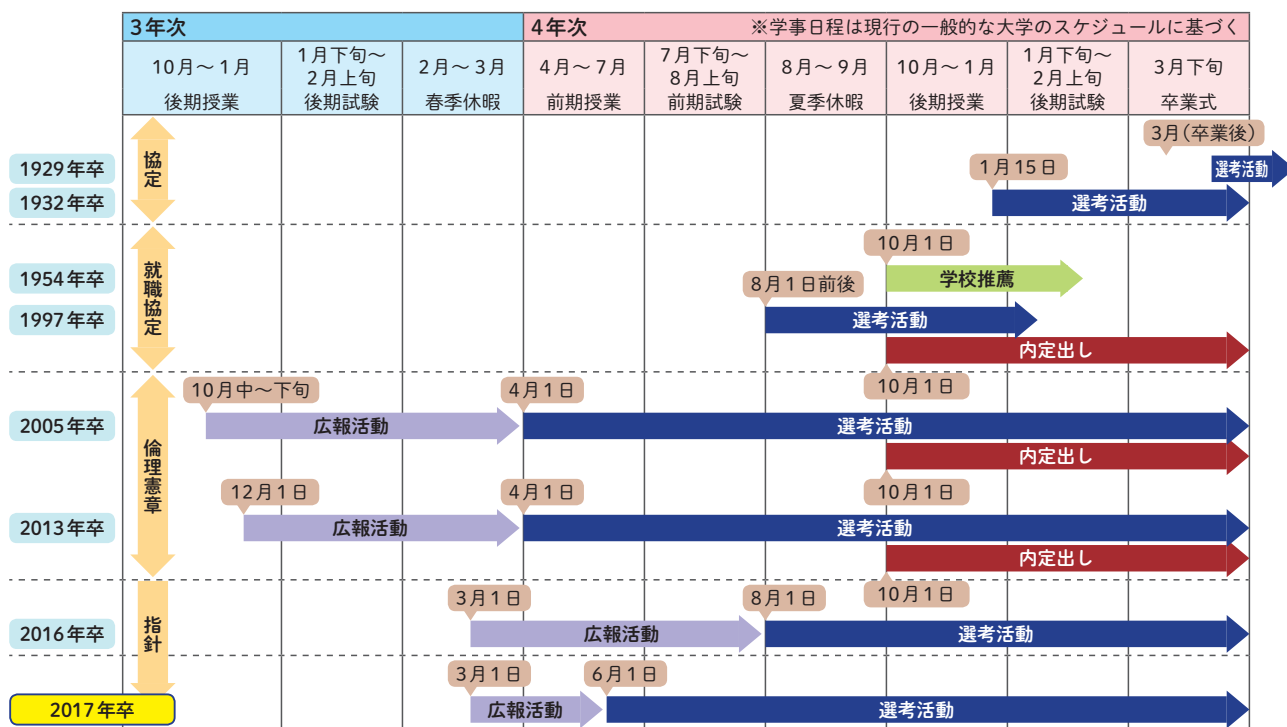 3年次
4年次
※学事日程は現行の一般的な大学のスケジュールに基づく
10月～1月
後期授業
1月下旬～
2月上旬
後期試験
2月～3月
春季休暇
4月～7月
前期授業
7月下旬～
8月上旬
前期試験
8月～9月
夏季休暇
10月～1月
後期授業
1月下旬～
2月上旬
後期試験
3月下旬
卒業式
協定
3月（卒業後）
1929年卒
選考活動
1月15日
1932年卒
選考活動
就職協定
10月1日
1954年卒
学校推薦
8月1日前後
1997年卒
選考活動
内定出し
10月1日
倫理憲章
10月中～下旬
4月1日
2005年卒
広報活動
選考活動
内定出し
10月1日
12月1日
4月1日
2013年卒
広報活動
選考活動
内定出し
10月1日
指針
3月1日
8月1日
2016年卒
広報活動
選考活動
3月1日
6月1日
2017年卒
広報活動
選考活動